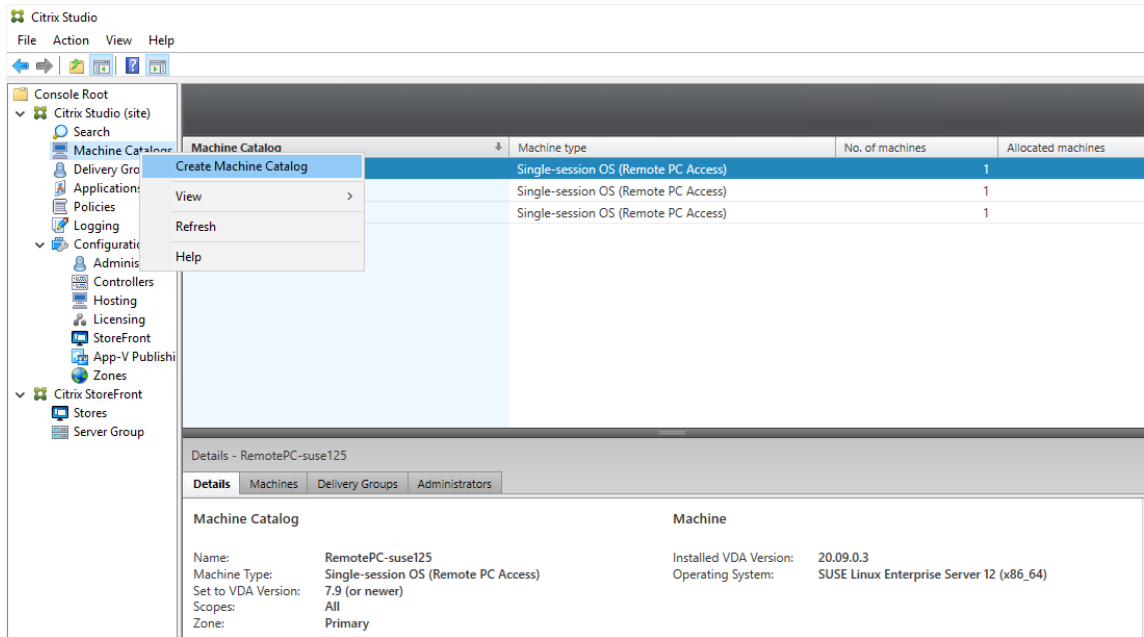 Citrix Studio
File Action View Help
Console Root
Citrix Studio (site)
Search
Machine Catalogs
Delivery Gro
Applications
Policies
Logging
Configuratio
Adminis
Controllers
Hosting
Licensing
StoreFront
App-V Publishi
Zones
Citrix StoreFront
Stores
Server Group
Create Machine Catalog
View
Refresh
Help
Machine Catalog Machine type No. of machines Allocated machines
Single-session OS (Remote PC Access) 1
Single-session OS (Remote PC Access) 1
Single-session OS (Remote PC Access) 1
Details - RemotePC-suse125
Details Machines Delivery Groups Administrators
Machine Catalog Machine
Name: RemotePC-suse125 Installed VDA Version: 20.09.0.3
Machine Type: Single-session OS (Remote PC Access) Operating System: SUSE Linux Enterprise Server 12 (x86_64)
Set to VDA Version: 7.9 (or newer)
Scopes: All
Zone: Primary